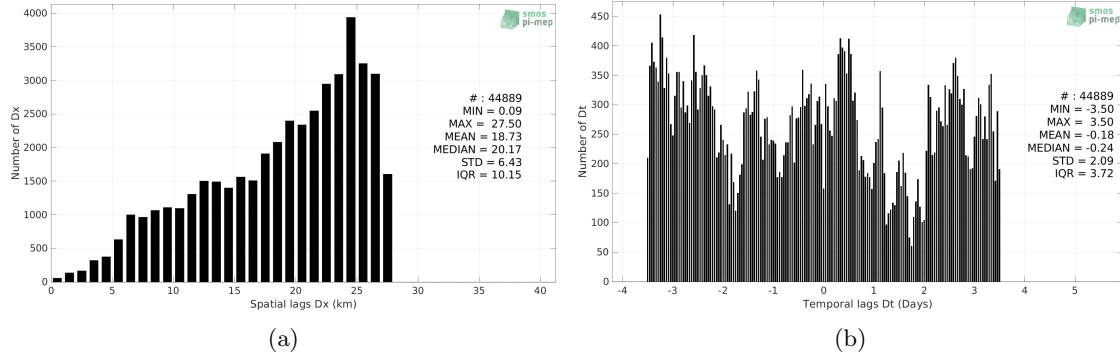 smos
pi-mep
Number of Dx
4000
3500
3000
2500
2000
1500
1000
500
0
# : 44889
MIN = 0.09
MAX = 27.50
MEAN = 18.73
MEDIAN = 20.17
STD = 6.43
IQR = 10.15
0 5 10 15 20 25 30 35 40
Spatial lags Dx (km)
(a)
smos
pi-mep
Number of Dt
450
400
350
300
250
200
150
100
50
0
# : 44889
MIN = -3.50
MAX = 3.50
MEAN = -0.18
MEDIAN = -0.24
STD = 2.09
IQR = 3.72
-4 -3 -2 -1 0 1 2 3 4 5
Temporal lags Dt (Days)
(b)